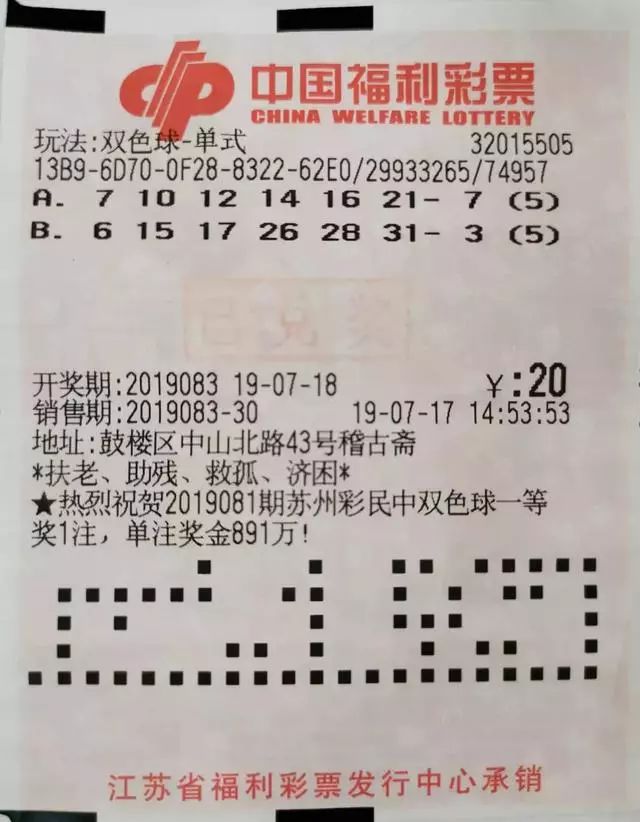 中国福利彩票
CHINA WELFARE LOTTERY
玩法:双色球-单式 32015505
13B9-6D70-0F28-8322-62E0/29933265/74957
A. 7 10 12 14 16 21- 7 (5)
B. 6 15 17 26 28 31- 3 (5)
已兑奖
开奖期:2019083 19-07-18 ￥:20
销售期:2019083-30 19-07-17 14:53:53
地址:鼓楼区中山北路43号稽古斋
*扶老、助残、救孤、济困*
★热烈祝贺2019081期苏州彩民中双色球一等
奖1注，单注奖金891万!
江苏省福利彩票发行中心承销